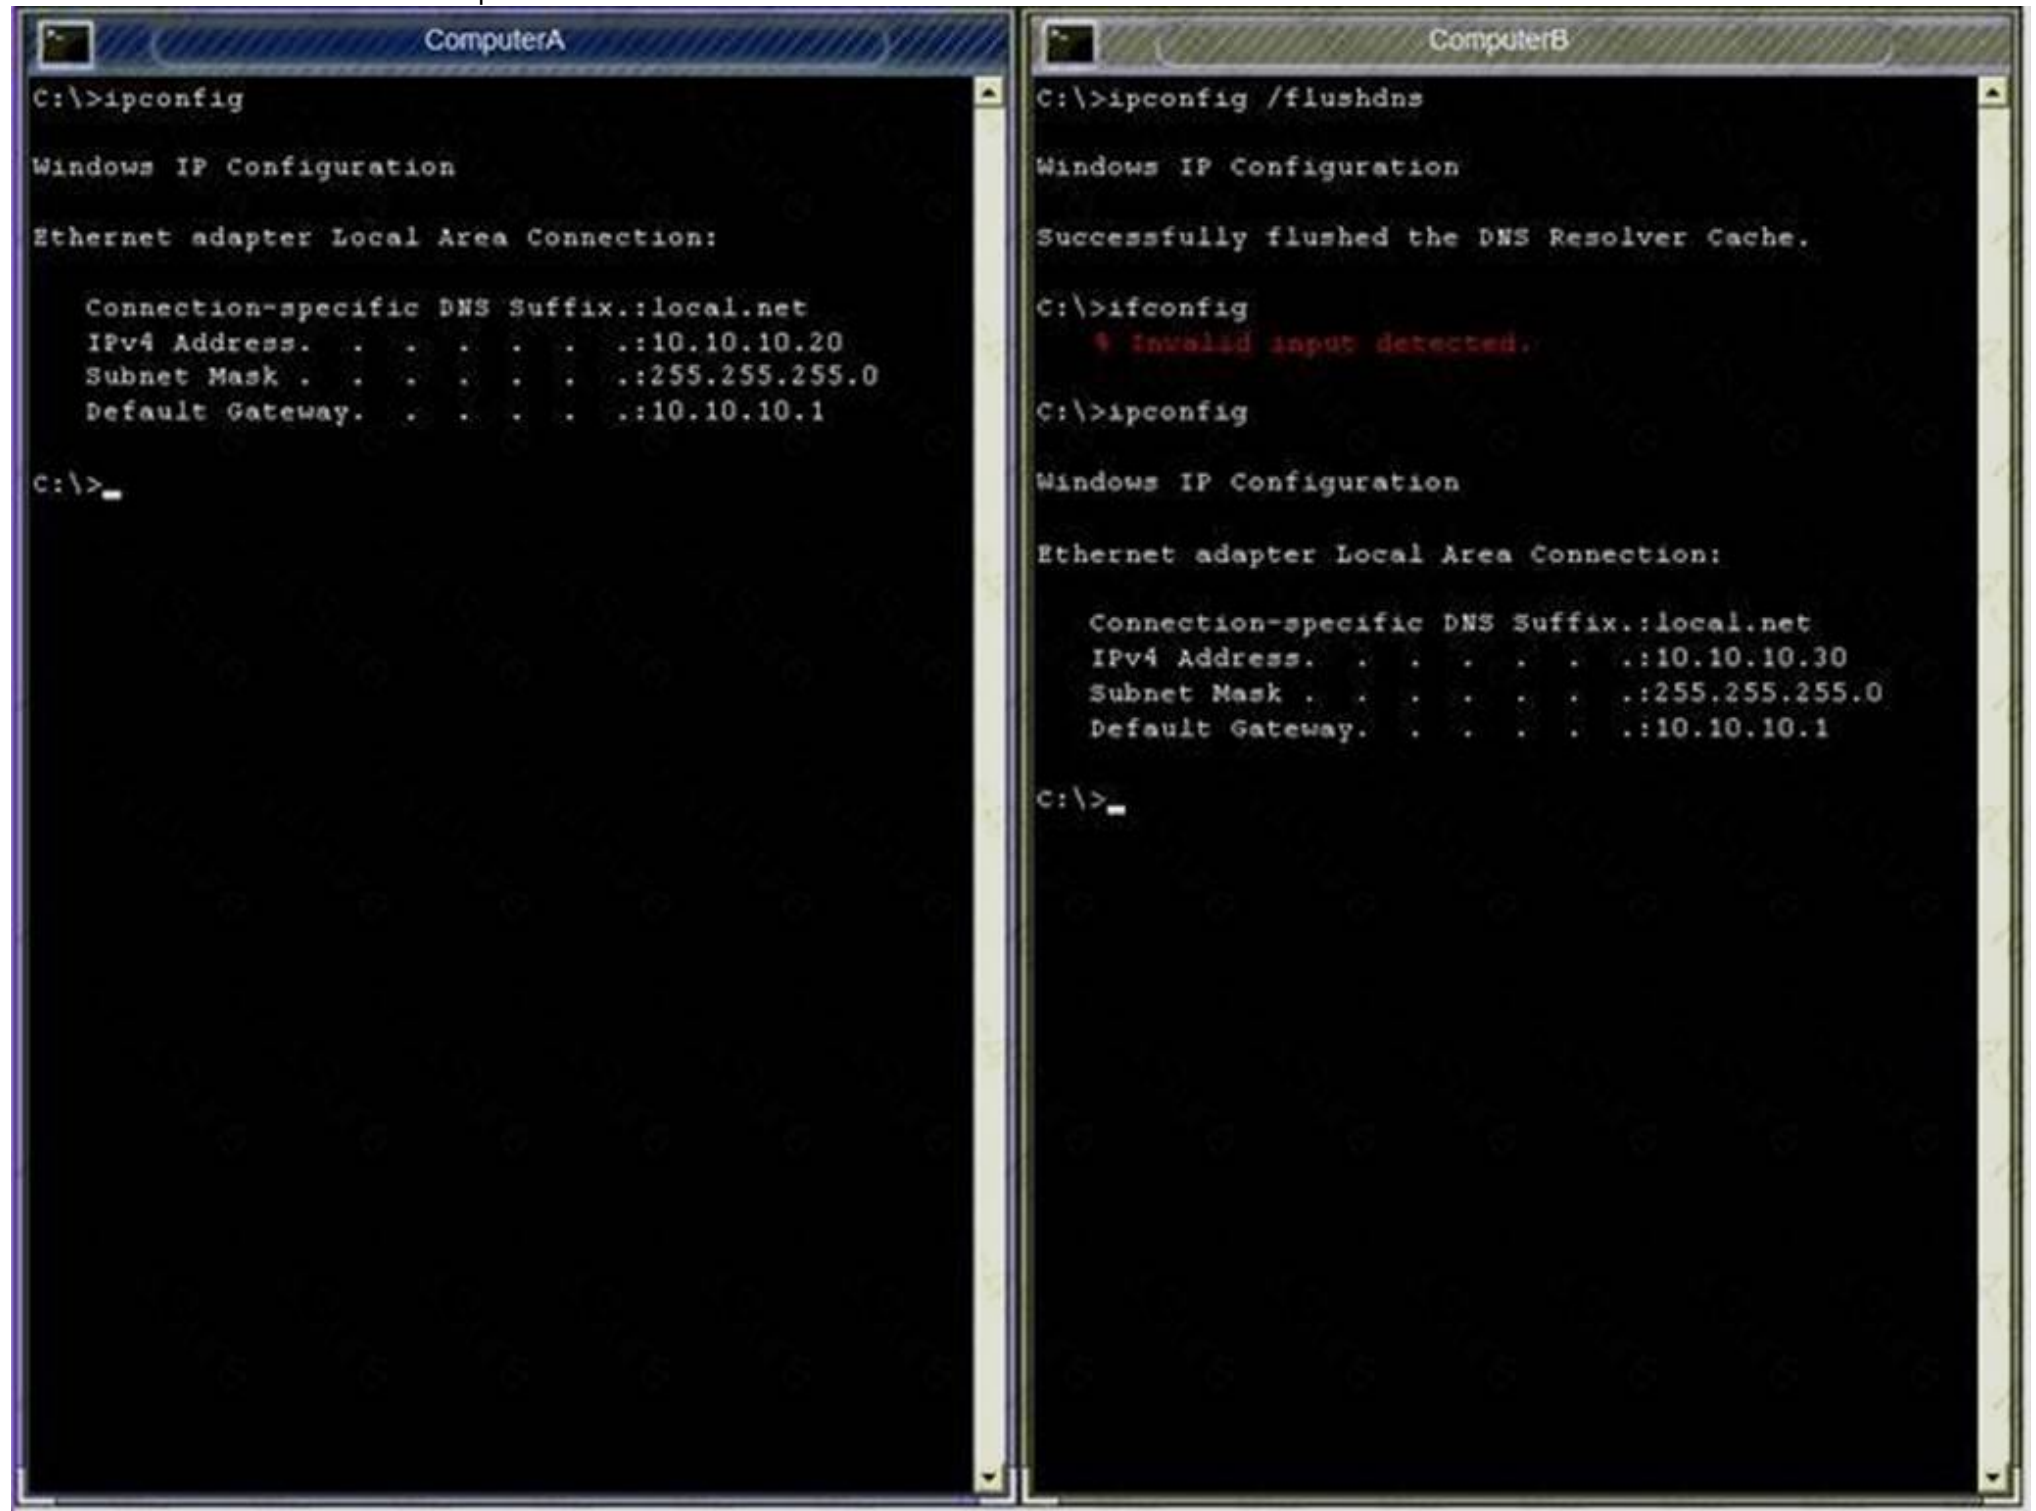 ComputerA
C:\>ipconfig
Windows IP Configuration
Ethernet adapter Local Area Connection:
Connection-specific DNS Suffix.:local.net
IPv4 Address. . . . . . .:10.10.10.20
Subnet Mask . . . . . . .:255.255.255.0
Default Gateway. . . . . .:10.10.10.1
C:\>
ComputerB
C:\>ipconfig /flushdns
Windows IP Configuration
Successfully flushed the DNS Resolver Cache.
C:\>ifconfig
% Invalid input detected.
C:\>ipconfig
Windows IP Configuration
Ethernet adapter Local Area Connection:
Connection-specific DNS Suffix.:local.net
IPv4 Address. . . . . . .:10.10.10.30
Subnet Mask . . . . . . .:255.255.255.0
Default Gateway. . . . . .:10.10.10.1
C:\>